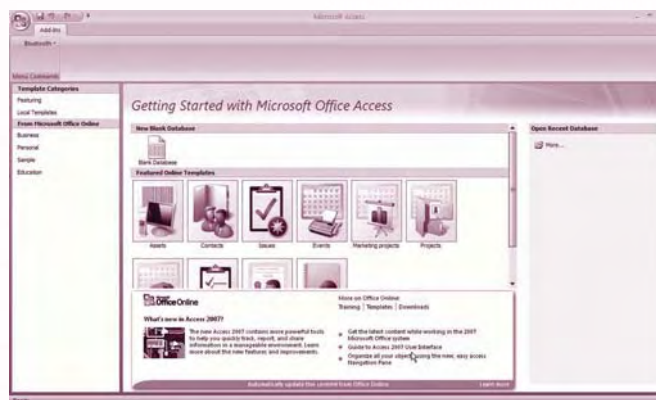 Microsoft Access
Add-Ins
Bluetooth
Menu Commands
Template Categories
Featuring
Local Templates
From Microsoft Office Online
Business
Personal
Sample
Education
Getting Started with Microsoft Office Access
New Blank Database
Blank Database
Featured Online Templates
Assets
Contacts
Issues
Events
Marketing projects
Projects
Open Recent Database
More...
Office Online
What's new in Access 2007?
The new Access 2007 contains more powerful tools
to help you quickly track, report, and share
information in a manageable environment. Learn
more about the new features and improvements.
More on Office Online:
Training | Templates | Downloads
Get the latest content while working in the 2007
Microsoft Office system
Guide to Access 2007 User Interface
Organize all your objects using the new, easy access
Navigation Pane
Automatically update this content from Office Online
Learn more